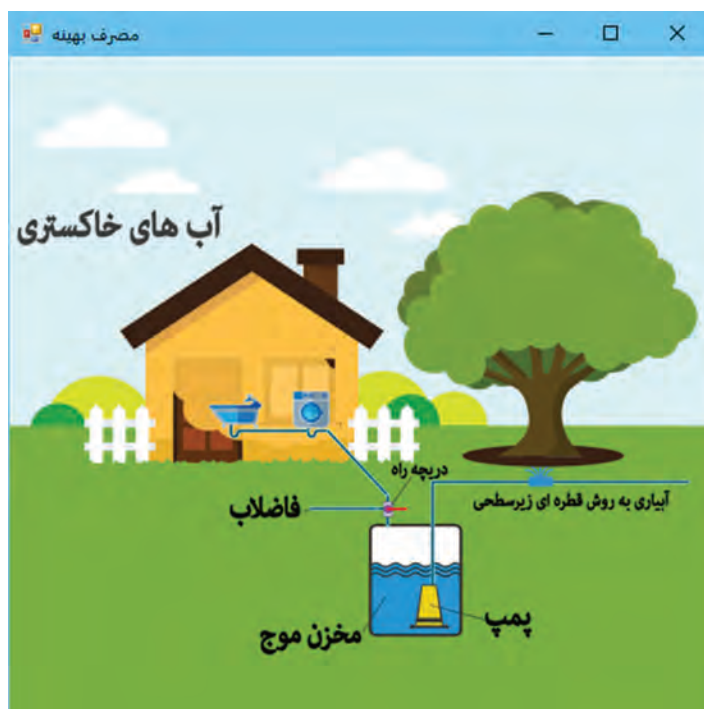 مصرف بهینه
آب های خاکستری
دریچه راه
فاضلاب
آبیاری به روش قطره ای زیرسطحی
مخزن موج
پمپ